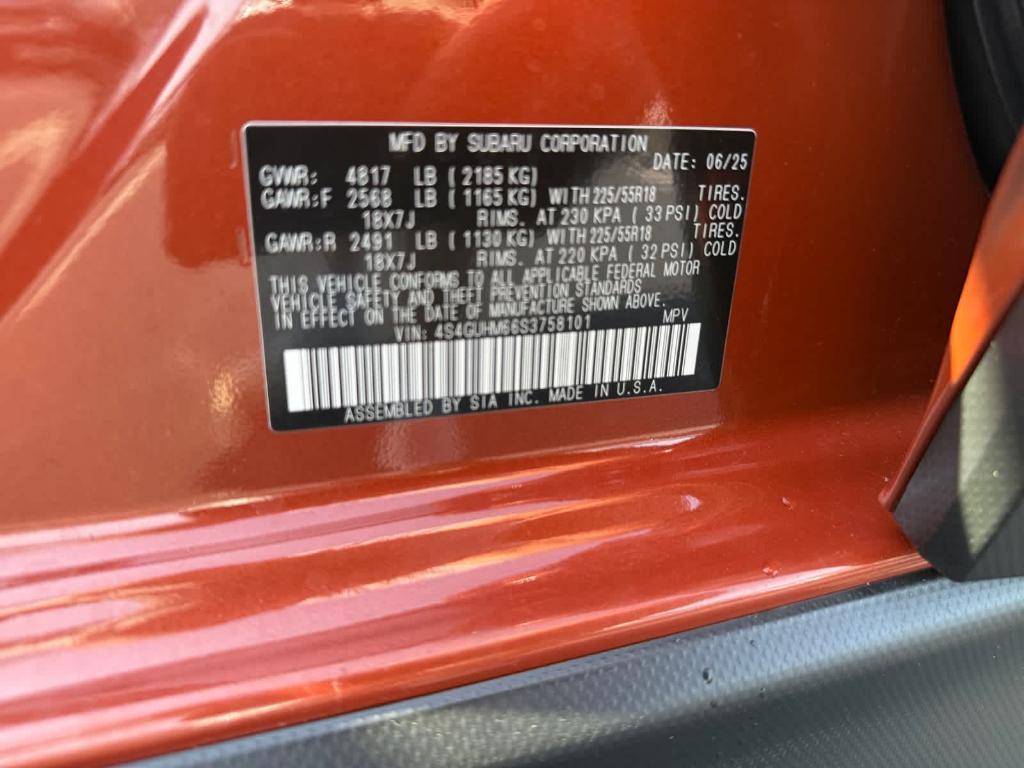 MFD BY SUBARU CORPORATION
DATE: 06/25
GVWR: 4817 LB (2185 KG)
GAWR:F 2568 LB (1165 KG) WITH 225/55R18 TIRES.
18X7J RIMS. AT 230 KPA (33 PSI) COLD
GAWR:R 2491 LB (1130 KG) WITH 225/55R18 TIRES.
18X7J RIMS. AT 220 KPA (32 PSI) COLD
THIS VEHICLE CONFORMS TO ALL APPLICABLE FEDERAL MOTOR
VEHICLE SAFETY AND THEFT PREVENTION STANDARDS
IN EFFECT ON THE DATE OF MANUFACTURE SHOWN ABOVE.
VIN: 4S4GUHM66S3758101 MPV
ASSEMBLED BY SIA INC. MADE IN U.S.A.